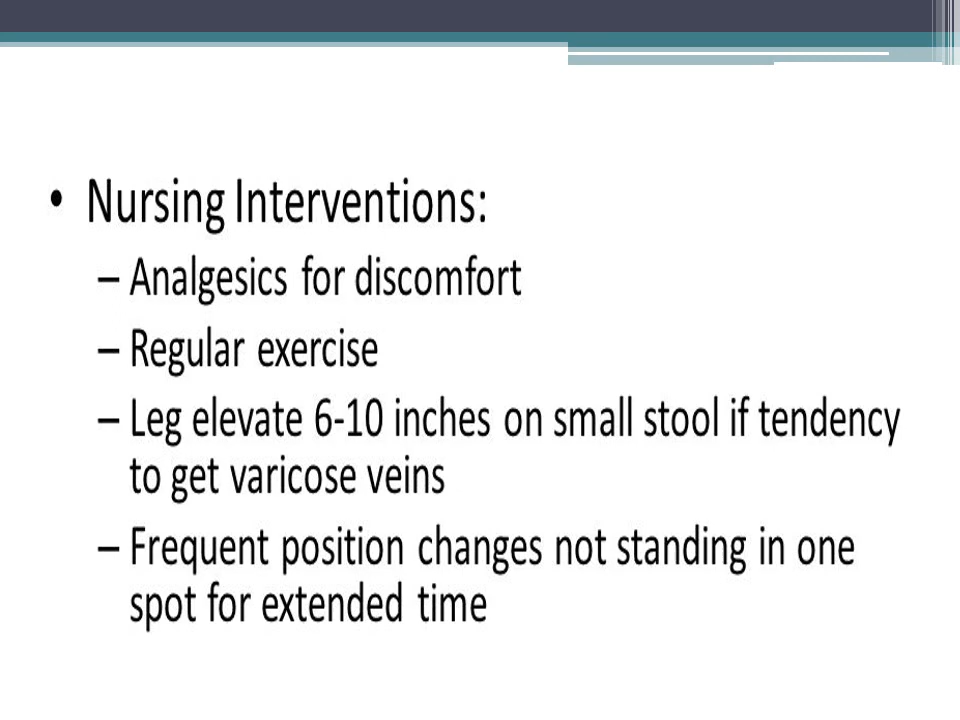 • Nursing Interventions:
– Analgesics for discomfort
– Regular exercise
– Leg elevate 6-10 inches on small stool if tendency
to get varicose veins
– Frequent position changes not standing in one
spot for extended time